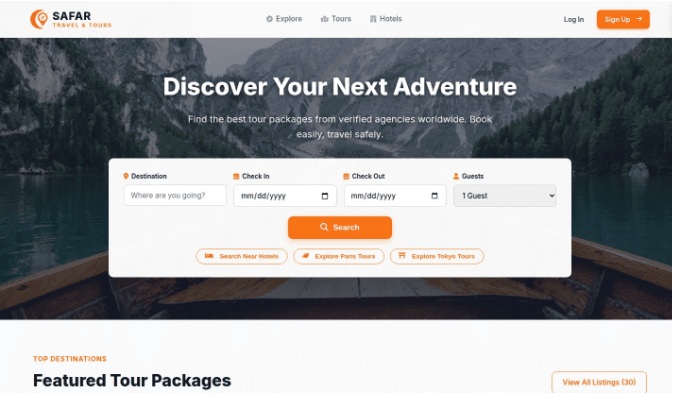 SAFAR
TRAVEL & TOURS
Explore
Tours
Hotels
Log In
Sign Up
Discover Your Next Adventure
Find the best tour packages from verified agencies worldwide. Book
easily, travel safely.
Destination
Check In
Check Out
Guests
Where are you going?
mm/dd/yyyy
mm/dd/yyyy
1 Guest
Search
Search Near Hotels
Explore Paris Tours
Explore Tokyo Tours
TOP DESTINATIONS
Featured Tour Packages
View All Listings (30)